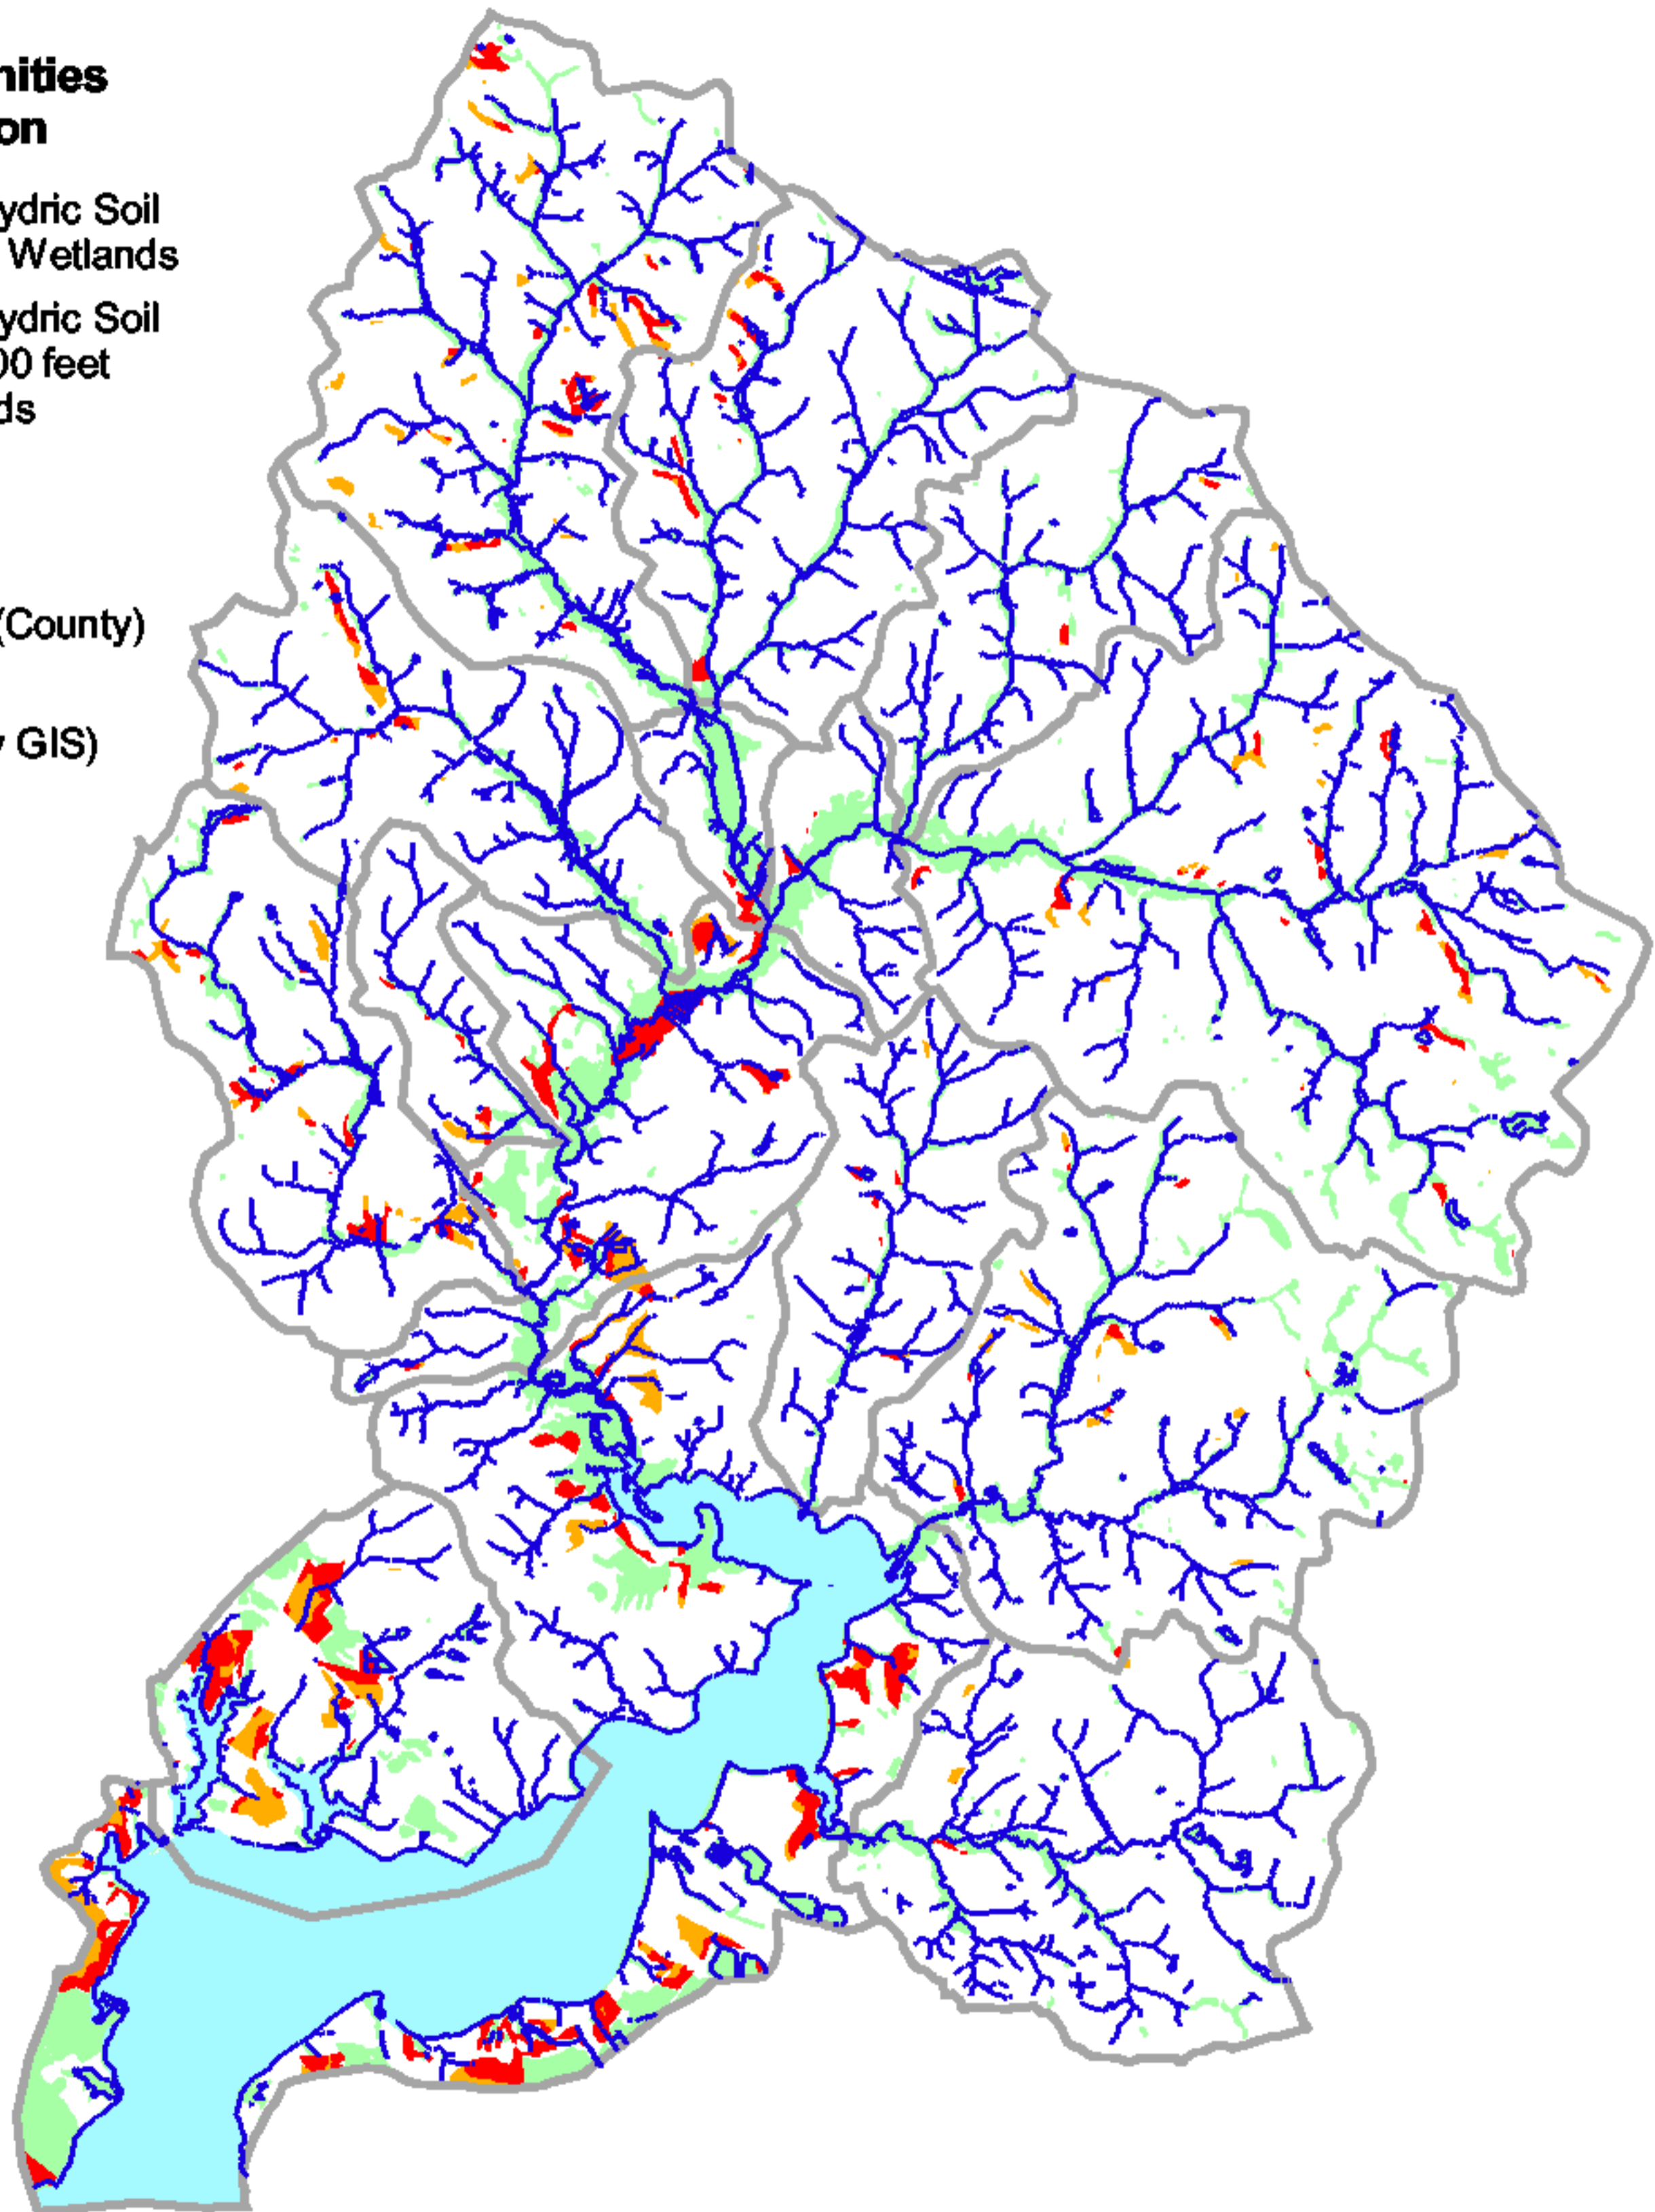 nities
on
ydric Soil
Wetlands
ydric Soil
00 feet
ds
(County)
y GIS)